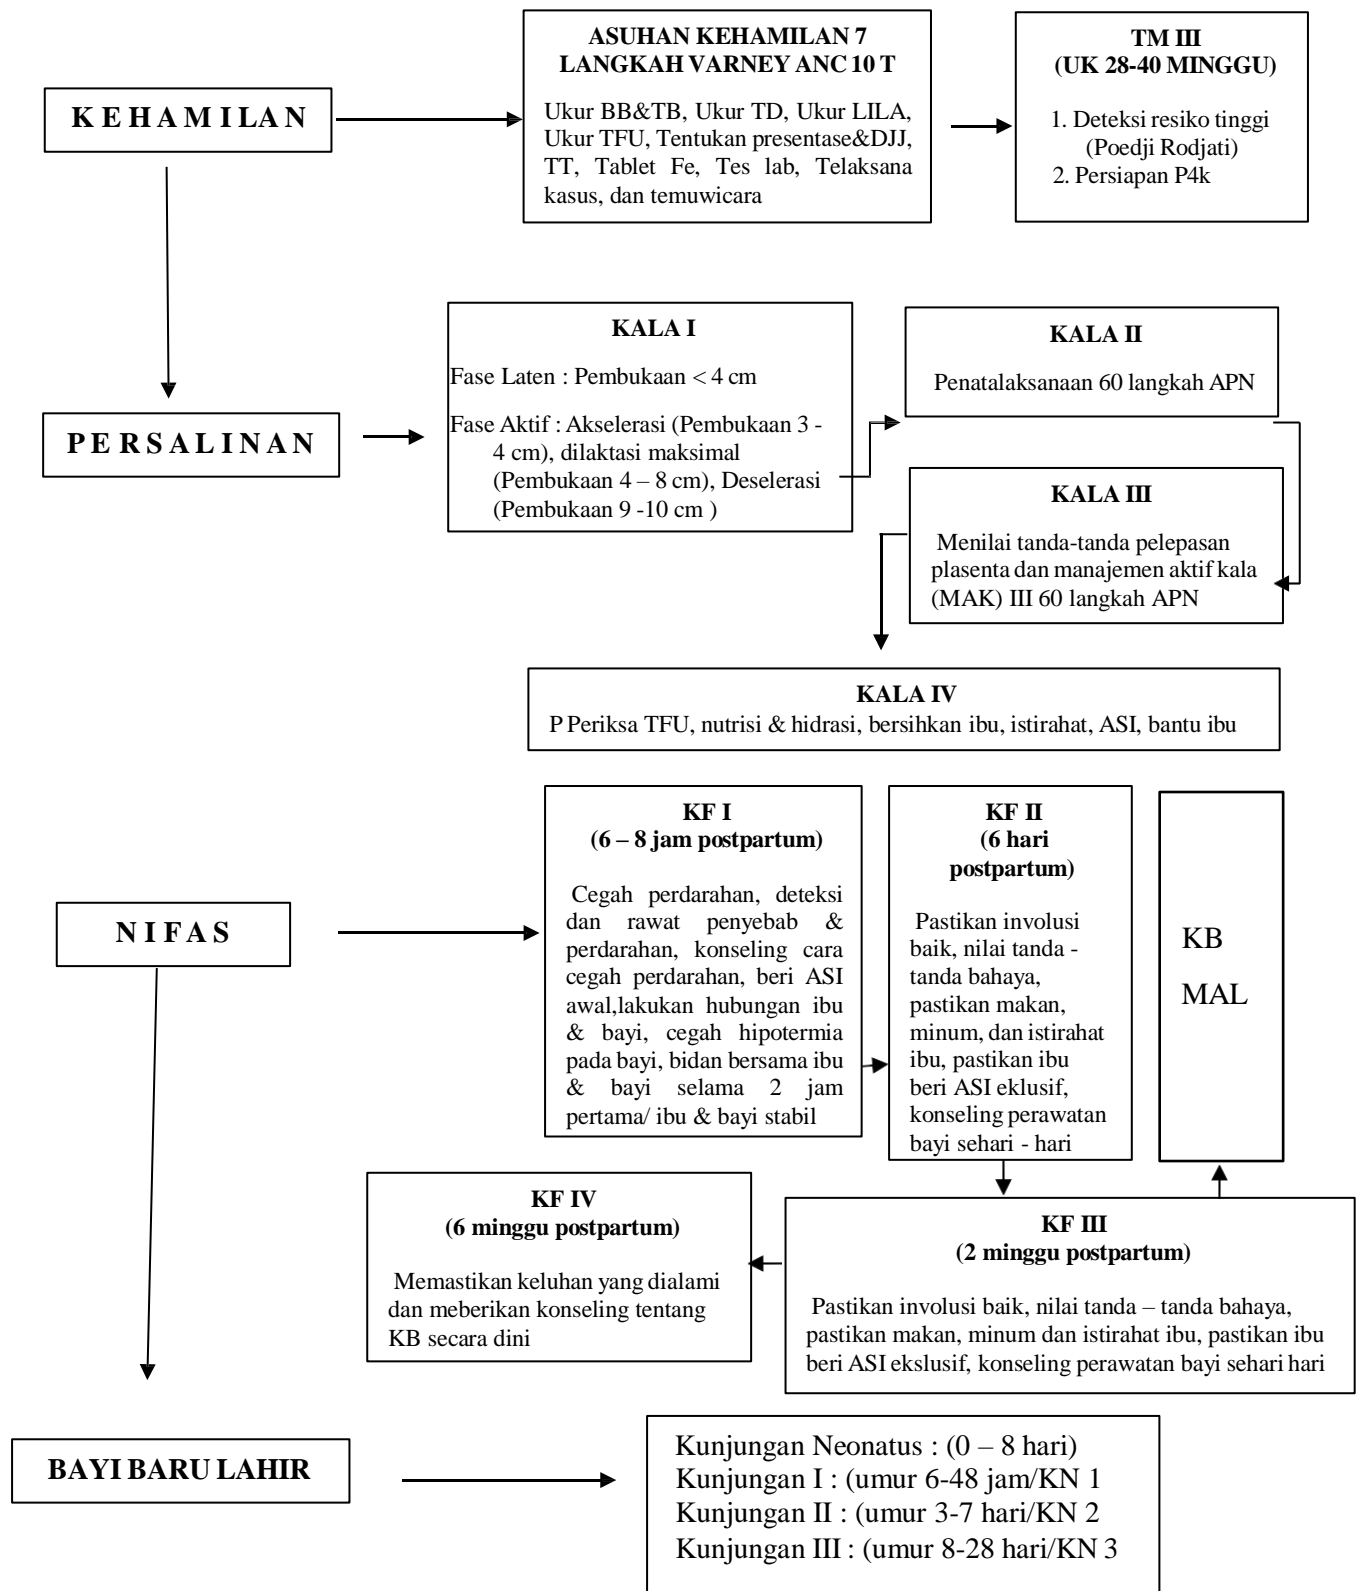 ASUHAN KEHAMILAN 7
LANGKAH VARNEY ANC 10 T
Ukur BB&TB, Ukur TD, Ukur LILA,
Ukur TFU, Tentukan presentase&DJJ,
TT, Tablet Fe, Tes lab, Telaksana
kasus, dan temuwicara
TM III
(UK 28-40 MINGGU)
1. Deteksi resiko tinggi
(Poedji Rodjati)
2. Persiapan P4k
K E H A M I LA N
KALA I
Fase Laten : Pembukaan < 4 cm
Fase Aktif : Akselerasi (Pembukaan 3 -
4 cm), dilaktasi maksimal
(Pembukaan 4 – 8 cm), Deselerasi
(Pembukaan 9 -10 cm )
KALA II
Penatalaksanaan 60 langkah APN
P E R S A L I N A N
KALA III
Menilai tanda-tanda pelepasan
plasenta dan manajemen aktif kala
(MAK) III 60 langkah APN
KALA IV
P Periksa TFU, nutrisi & hidrasi, bersihkan ibu, istirahat, ASI, bantu ibu
KF I
(6 – 8 jam postpartum)
Cegah perdarahan, deteksi
dan rawat penyebab &
perdarahan, konseling cara
cegah perdarahan, beri ASI
awal,lakukan hubungan ibu
& bayi, cegah hipotermia
pada bayi, bidan bersama ibu
& bayi selama 2 jam
pertama/ ibu & bayi stabil
KF II
(6 hari
postpartum)
Pastikan involusi
baik, nilai tanda -
tanda bahaya,
pastikan makan,
minum, dan istirahat
ibu, pastikan ibu
beri ASI eklusif,
konseling perawatan
bayi sehari - hari
KB
MAL
N I F A S
KF IV
(6 minggu postpartum)
Memastikan keluhan yang dialami
dan meberikan konseling tentang
KB secara dini
KF III
(2 minggu postpartum)
Pastikan involusi baik, nilai tanda – tanda bahaya,
pastikan makan, minum dan istirahat ibu, pastikan ibu
beri ASI ekslusif, konseling perawatan bayi sehari hari
BAYI BARU LAHIR
Kunjungan Neonatus : (0 – 8 hari)
Kunjungan I : (umur 6-48 jam/KN 1
Kunjungan II : (umur 3-7 hari/KN 2
Kunjungan III : (umur 8-28 hari/KN 3